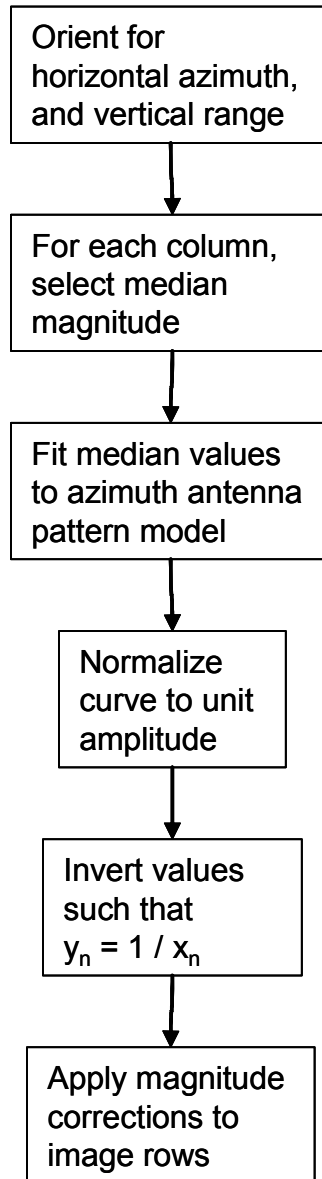 Orient for
horizontal azimuth,
and vertical range
For each column,
select median
magnitude
Fit median values
to azimuth antenna
pattern model
Normalize
curve to unit
amplitude
Invert values
such that
yₙ = 1 / xₙ
Apply magnitude
corrections to
image rows